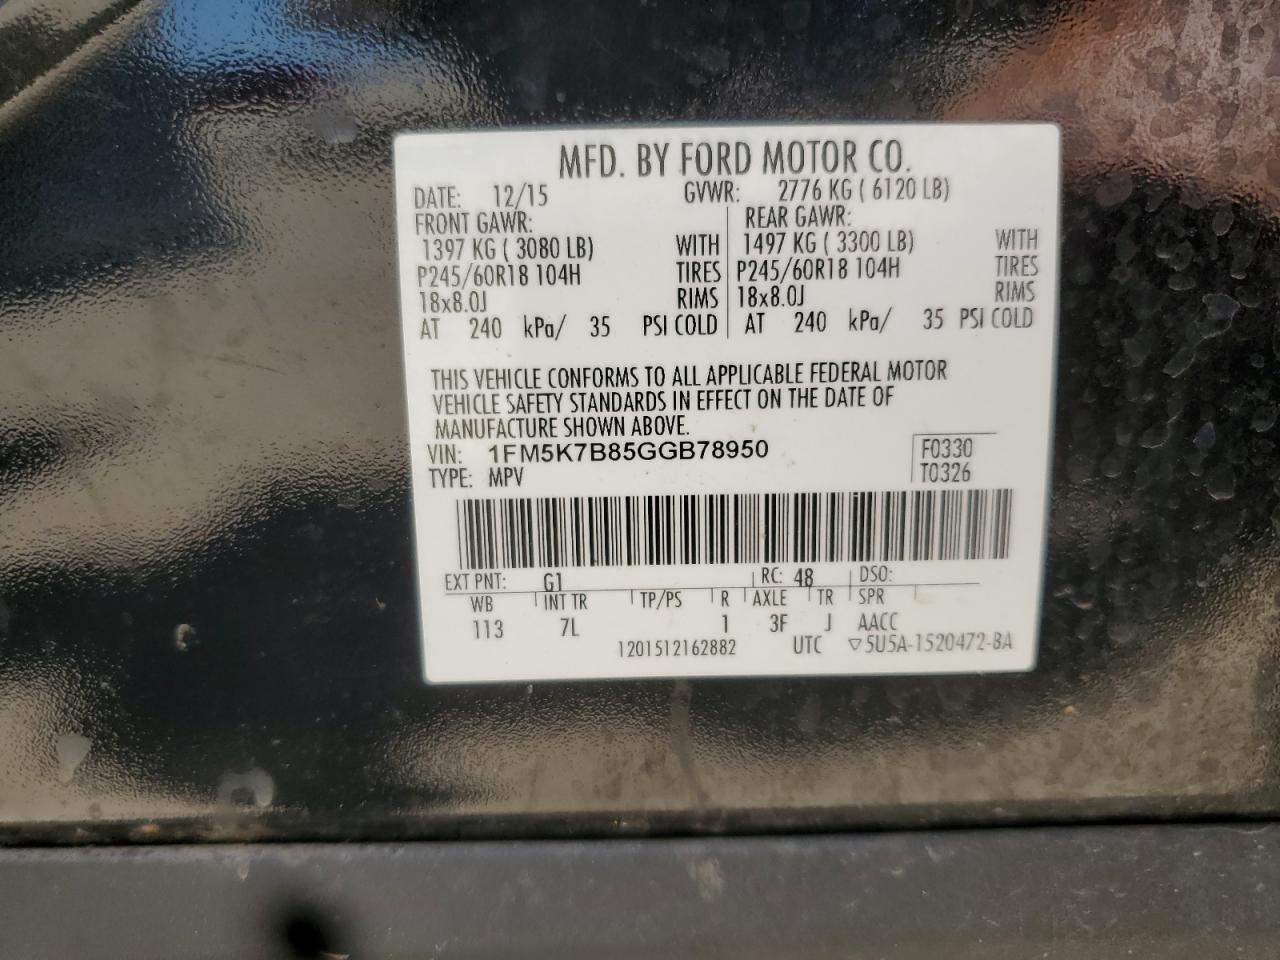 MFD. BY FORD MOTOR CO.
DATE: 12/15 GVWR: 2776 KG ( 6120 LB)
FRONT GAWR: REAR GAWR:
1397 KG ( 3080 LB) WITH 1497 KG ( 3300 LB) WITH
P245/60R18 104H TIRES P245/60R18 104H TIRES
18x8.0J RIMS 18x8.0J RIMS
AT 240 kPa/ 35 PSI COLD AT 240 kPa/ 35 PSI COLD
THIS VEHICLE CONFORMS TO ALL APPLICABLE FEDERAL MOTOR
VEHICLE SAFETY STANDARDS IN EFFECT ON THE DATE OF
MANUFACTURE SHOWN ABOVE.
VIN: 1FM5K7B85GGB78950 F0330
TYPE: MPV T0326
EXT PNT: G1 RC: 48 DSO:
WB INT TR TP/PS R AXLE TR SPR
113 7L 1 3F J AACC
1201512162882 UTC ▽5U5A-1520472-BA